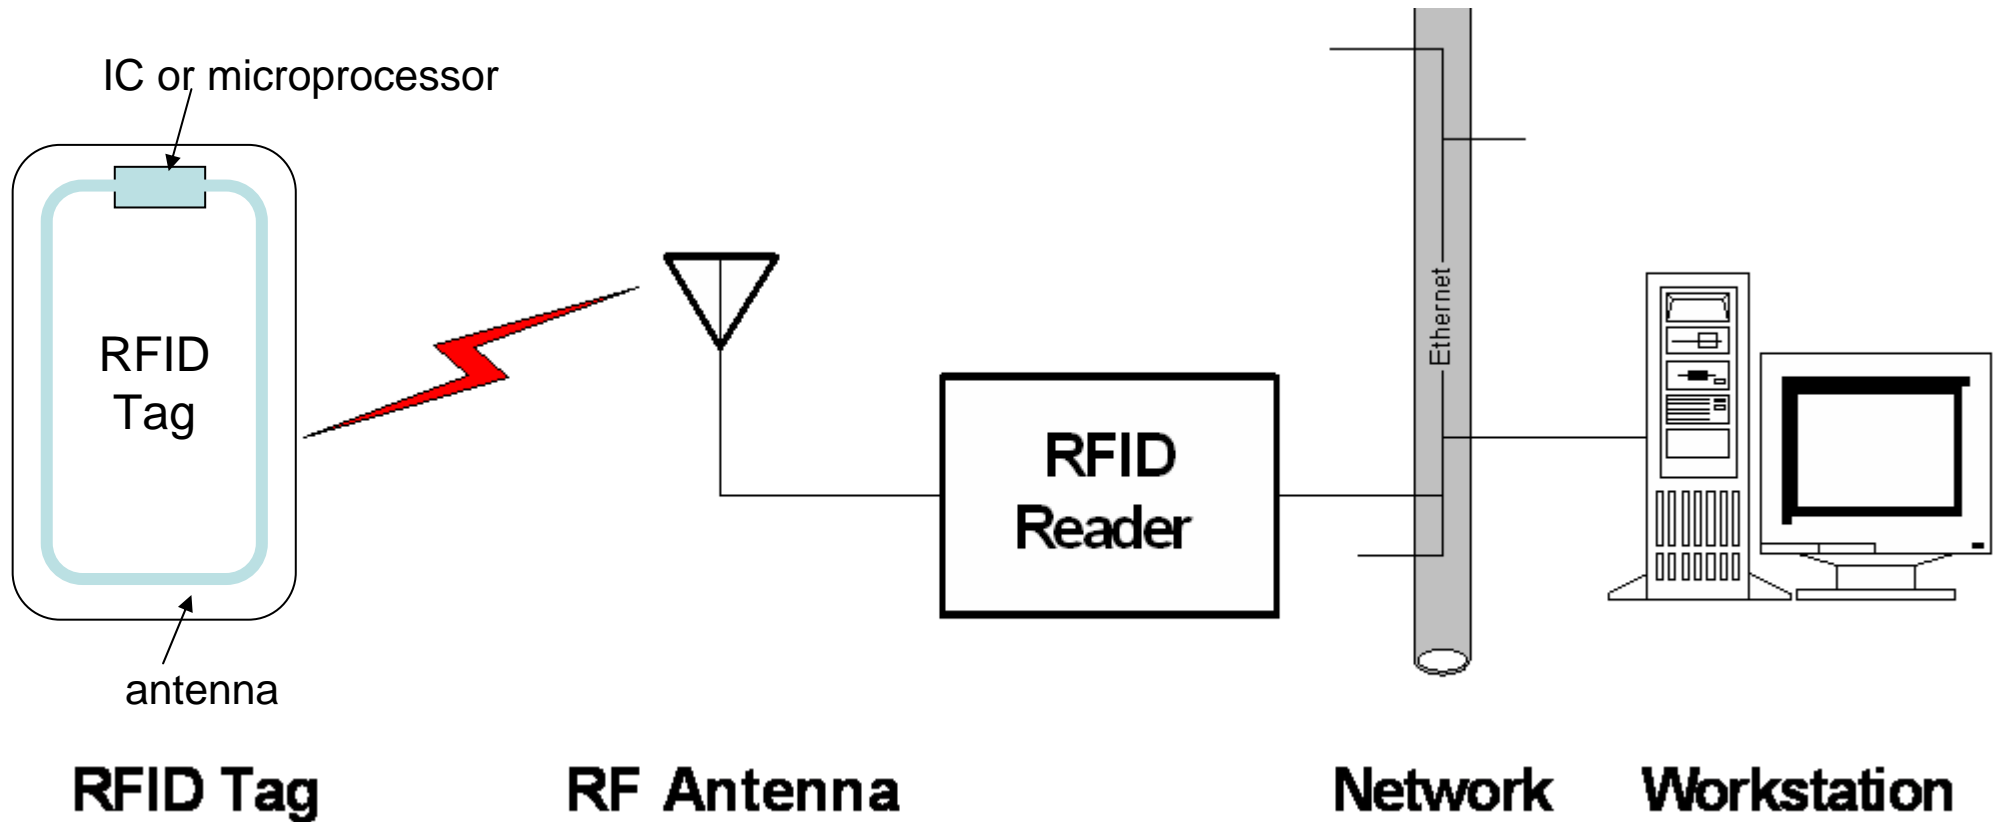 IC or microprocessor
RFID
Tag
antenna
RFID
Reader
Ethernet
RFID Tag
RF Antenna
Network
Workstation